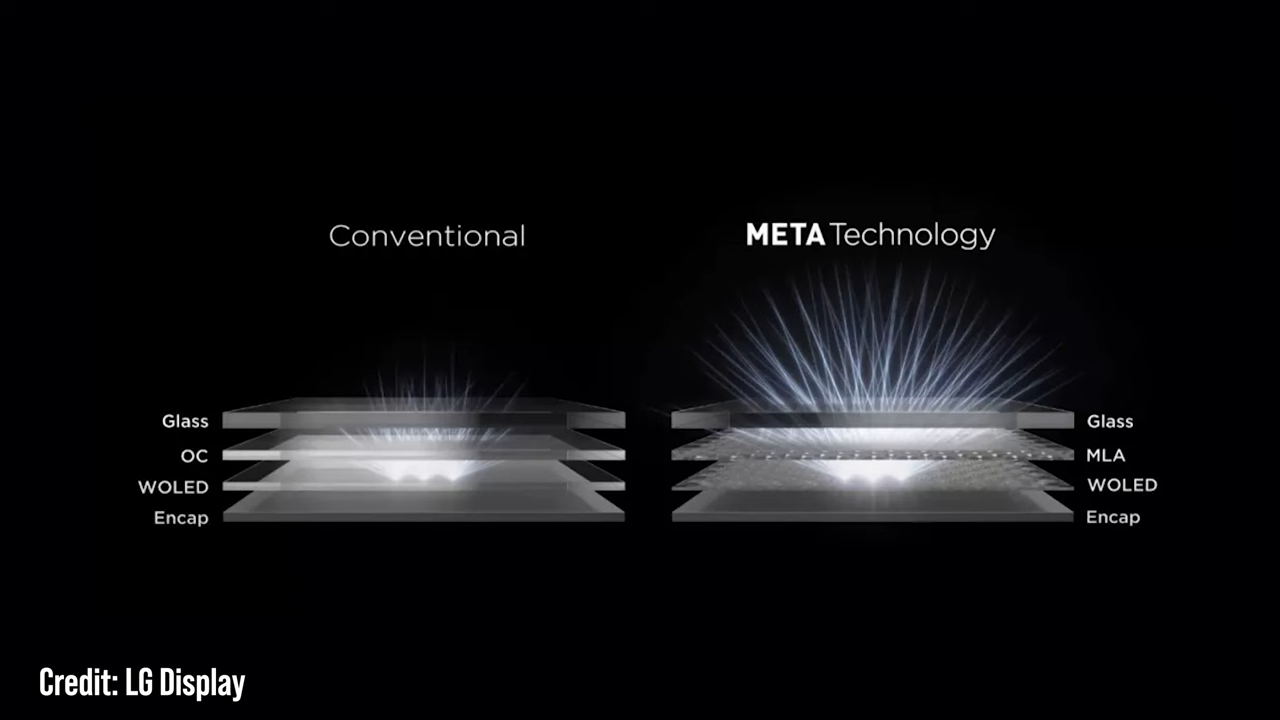 Conventional
META Technology
Glass
OC
WOLED
Encap
Glass
MLA
WOLED
Encap
Credit: LG Display